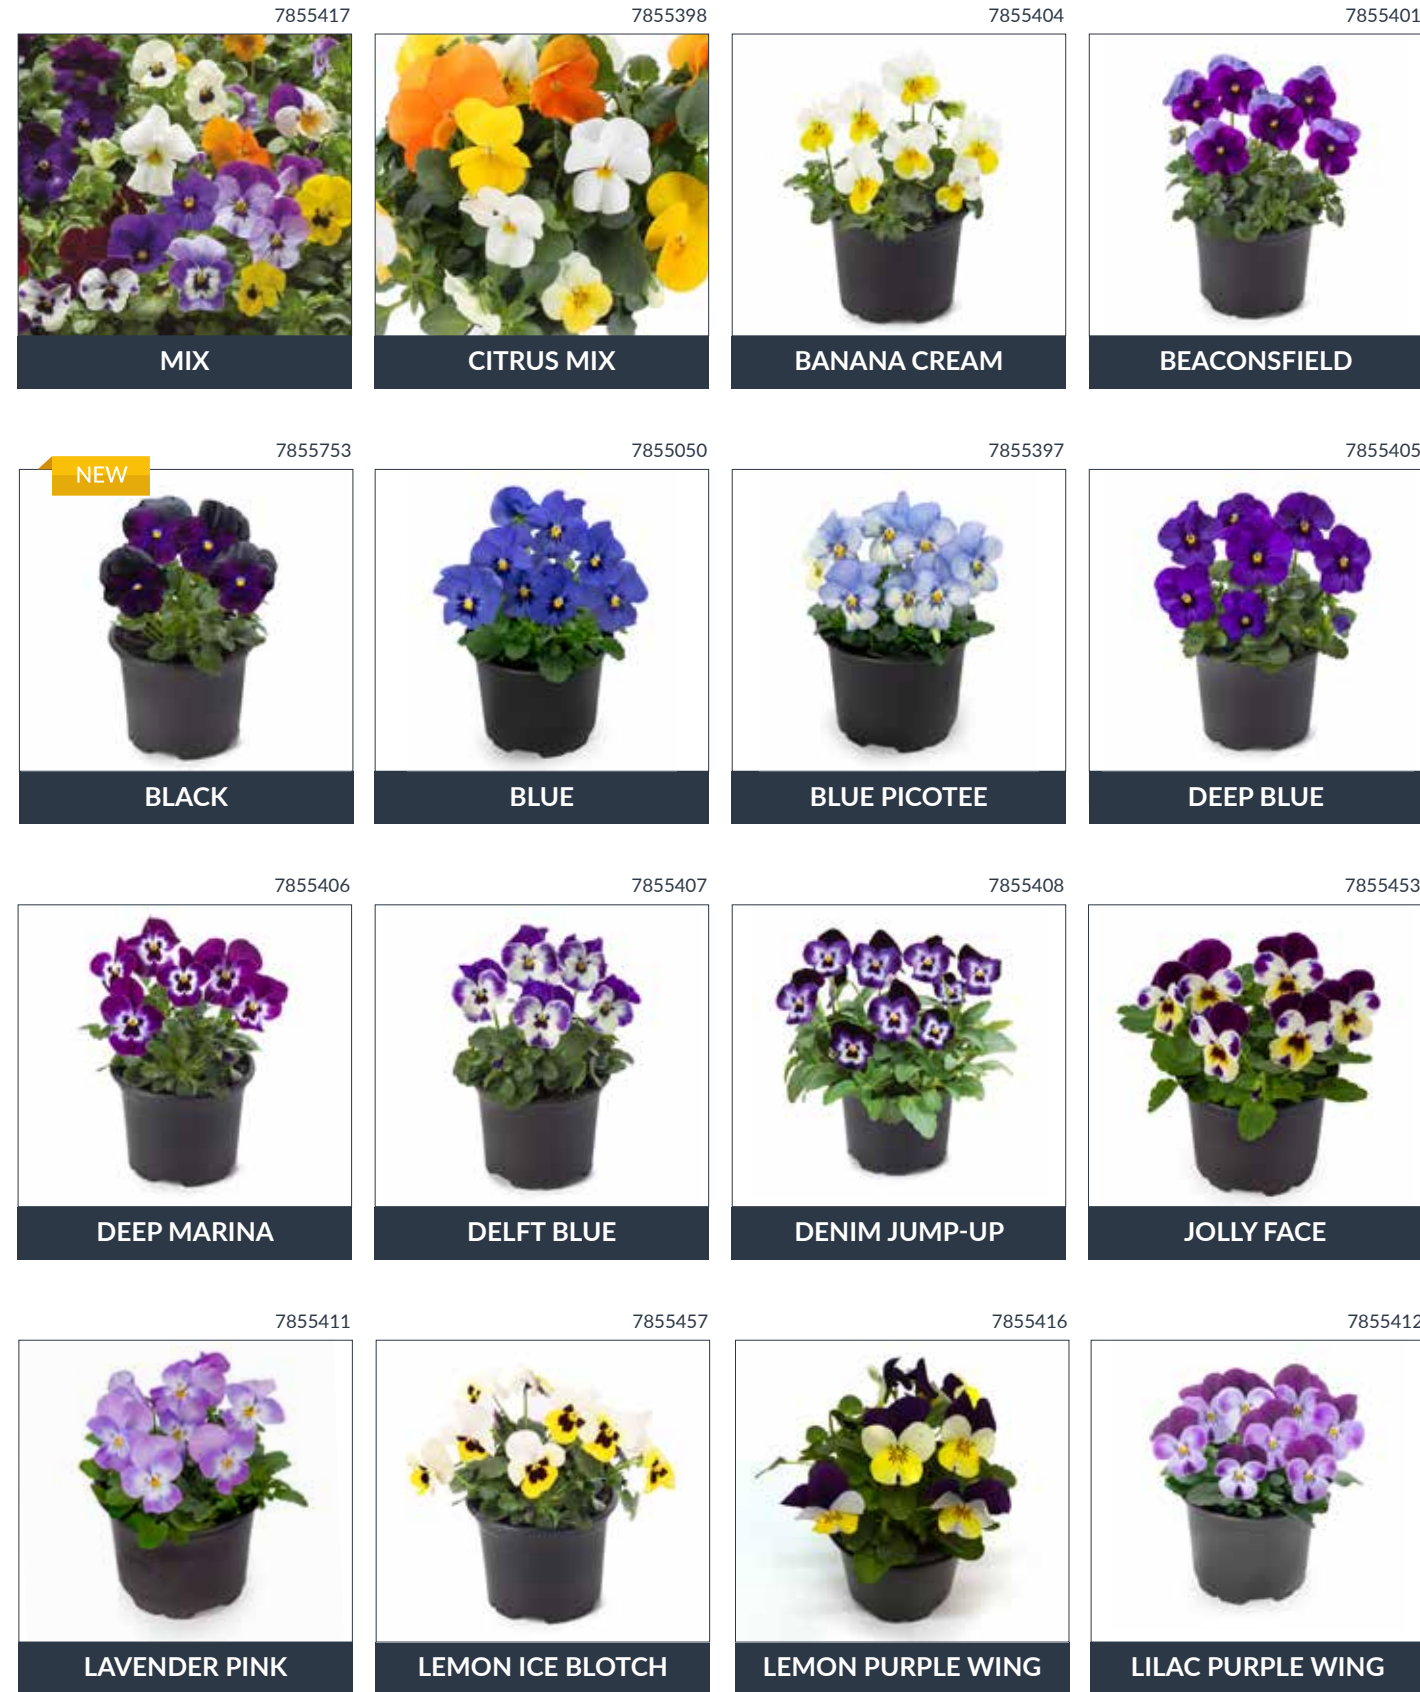 7855417
7855398
7855404
7855401
MIX
CITRUS MIX
BANANA CREAM
BEACONSFIELD
7855753
7855050
7855397
7855405
NEW
BLACK
BLUE
BLUE PICOTEE
DEEP BLUE
7855406
7855407
7855408
7855453
DEEP MARINA
DELFT BLUE
DENIM JUMP-UP
JOLLY FACE
7855411
7855457
7855416
7855412
LAVENDER PINK
LEMON ICE BLOTCH
LEMON PURPLE WING
LILAC PURPLE WING